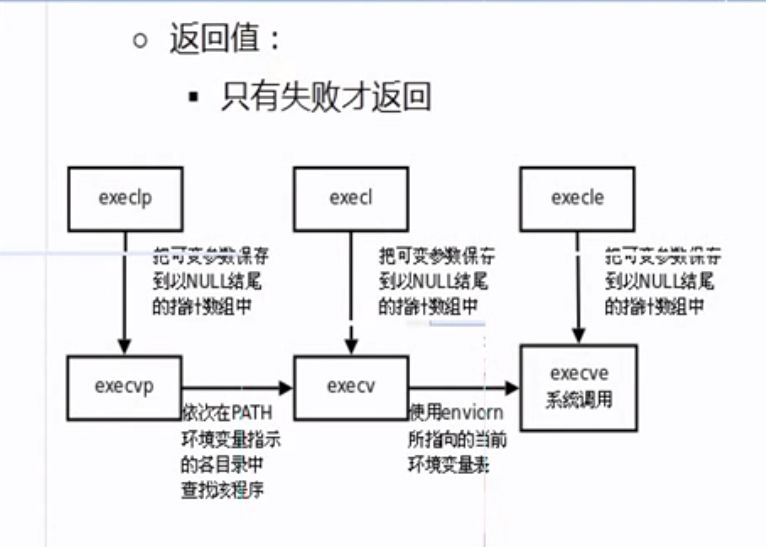 返回值：
只有失败才返回
execlp
execl
execle
把可变参数保存
到以NULL结尾
的指针数组中
把可变参数保存
到以NULL结尾
的指针数组中
把可变参数保存
到以NULL结尾
的指针数组中
execvp
execv
execve
系统调用
依次在PATH
环境变量指示
的各目录中
查找该程序
使用enviorn
所指向的当前
环境变量表